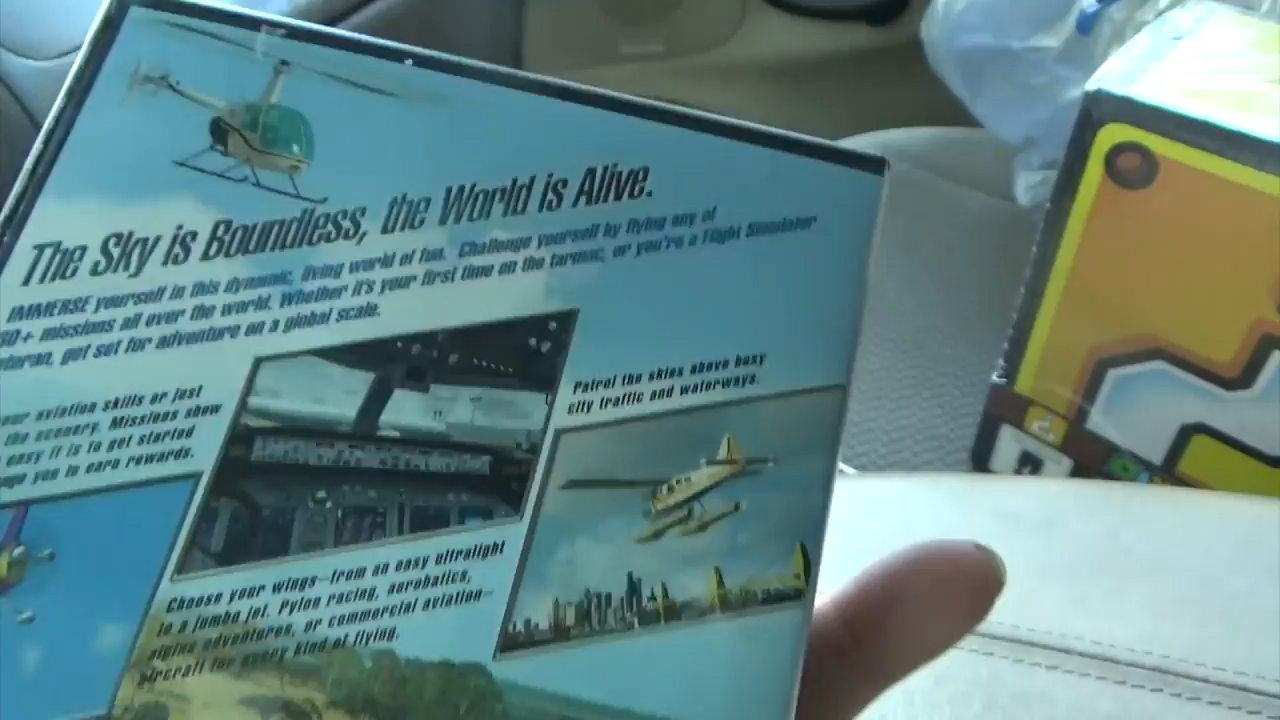 The Sky is Boundless, the World is Alive.
IMMERSE yourself in this dynamic, living world of fun. Challenge yourself by flying any of
30+ missions all over the world. Whether it's your first time on the tarmac, or you're a Flight Simulator
get set for adventure on a global scale.
aviation skills or just
the scenery. Missions show
easy it is to get started
you to earn rewards.
Patrol the skies above busy
city traffic and waterways.
Choose your wings—from an easy ultralight
to a jumbo jet. Pylon racing, aerobatics,
alpine adventures, or commercial aviation—
aircraft for every kind of flying.